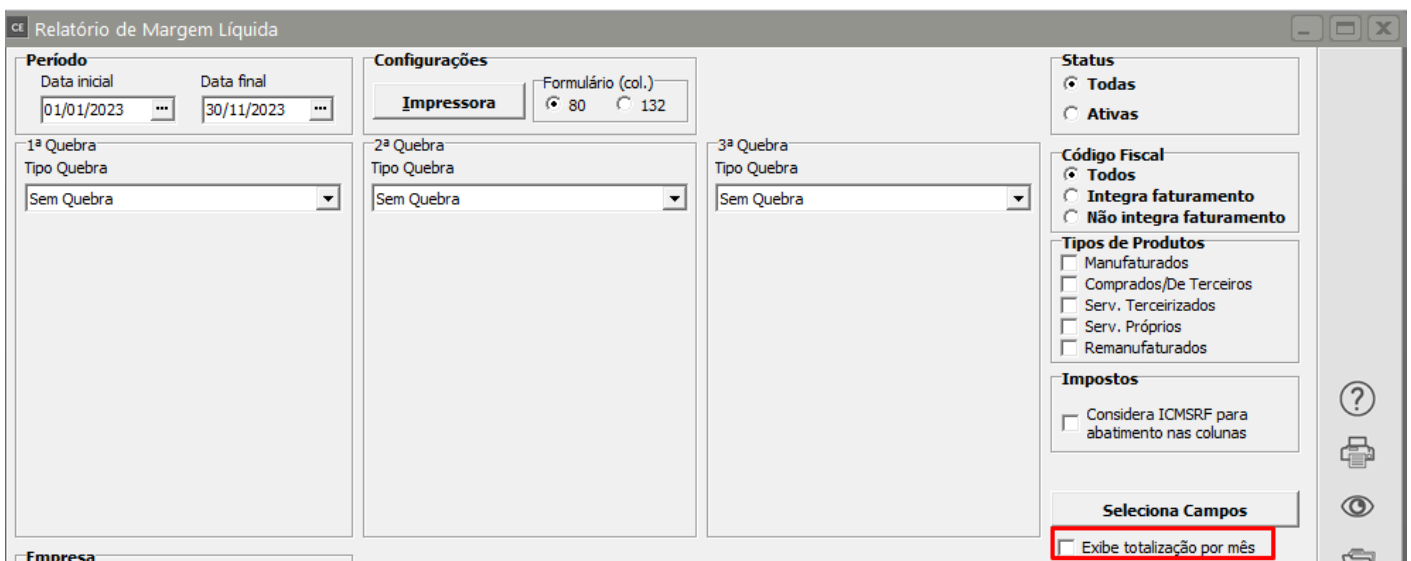 CE Relatório de Margem Líquida
Período
Data inicial Data final
01/01/2023 ... 30/11/2023 ...
Configurações
Impressora
Formulário (col.)
80 132
Status
Todas
Ativas
1ª Quebra
Tipo Quebra
Sem Quebra
2ª Quebra
Tipo Quebra
Sem Quebra
3ª Quebra
Tipo Quebra
Sem Quebra
Código Fiscal
Todos
Integra faturamento
Não integra faturamento
Tipos de Produtos
Manufaturados
Comprados/De Terceiros
Serv. Terceirizados
Serv. Próprios
Remanufaturados
Impostos
Considera ICMSRF para
abatimento nas colunas
Seleciona Campos
Exibe totalização por mês
Empresa